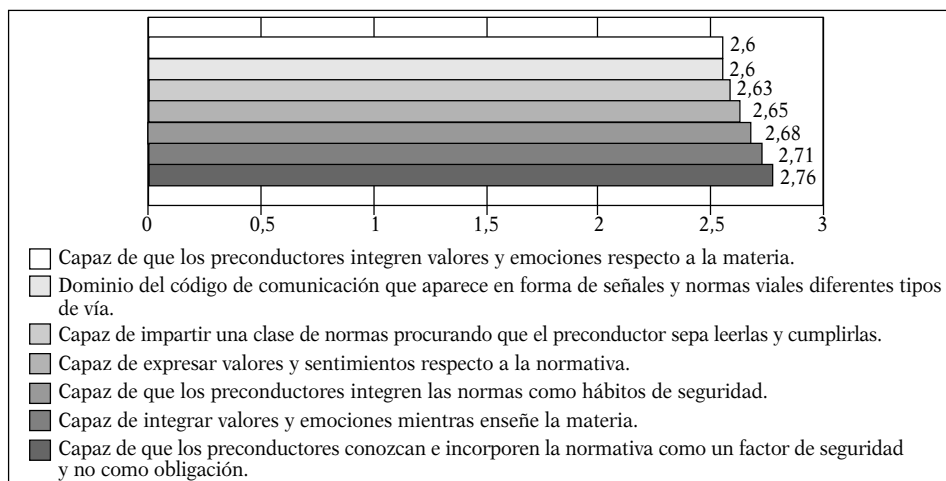 2,6
2,6
2,63
2,65
2,68
2,71
2,76
0 0,5 1 1,5 2 2,5 3
Capaz de que los preconductores integren valores y emociones respecto a la materia.
Dominio del código de comunicación que aparece en forma de señales y normas viales diferentes tipos
de vía.
Capaz de impartir una clase de normas procurando que el preconductor sepa leerlas y cumplirlas.
Capaz de expresar valores y sentimientos respecto a la normativa.
Capaz de que los preconductores integren las normas como hábitos de seguridad.
Capaz de integrar valores y emociones mientras enseñe la materia.
Capaz de que los preconductores conozcan e incorporen la normativa como un factor de seguridad
y no como obligación.